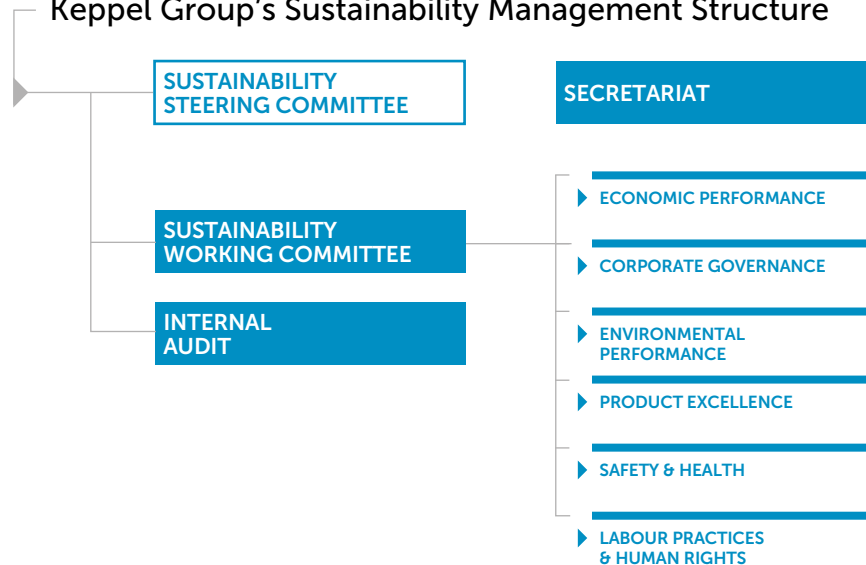 Keppel Group's Sustainability Management Structure
SUSTAINABILITY
STEERING COMMITTEE
SECRETARIAT
SUSTAINABILITY
WORKING COMMITTEE
INTERNAL
AUDIT
ECONOMIC PERFORMANCE
CORPORATE GOVERNANCE
ENVIRONMENTAL
PERFORMANCE
PRODUCT EXCELLENCE
SAFETY & HEALTH
LABOUR PRACTICES
& HUMAN RIGHTS